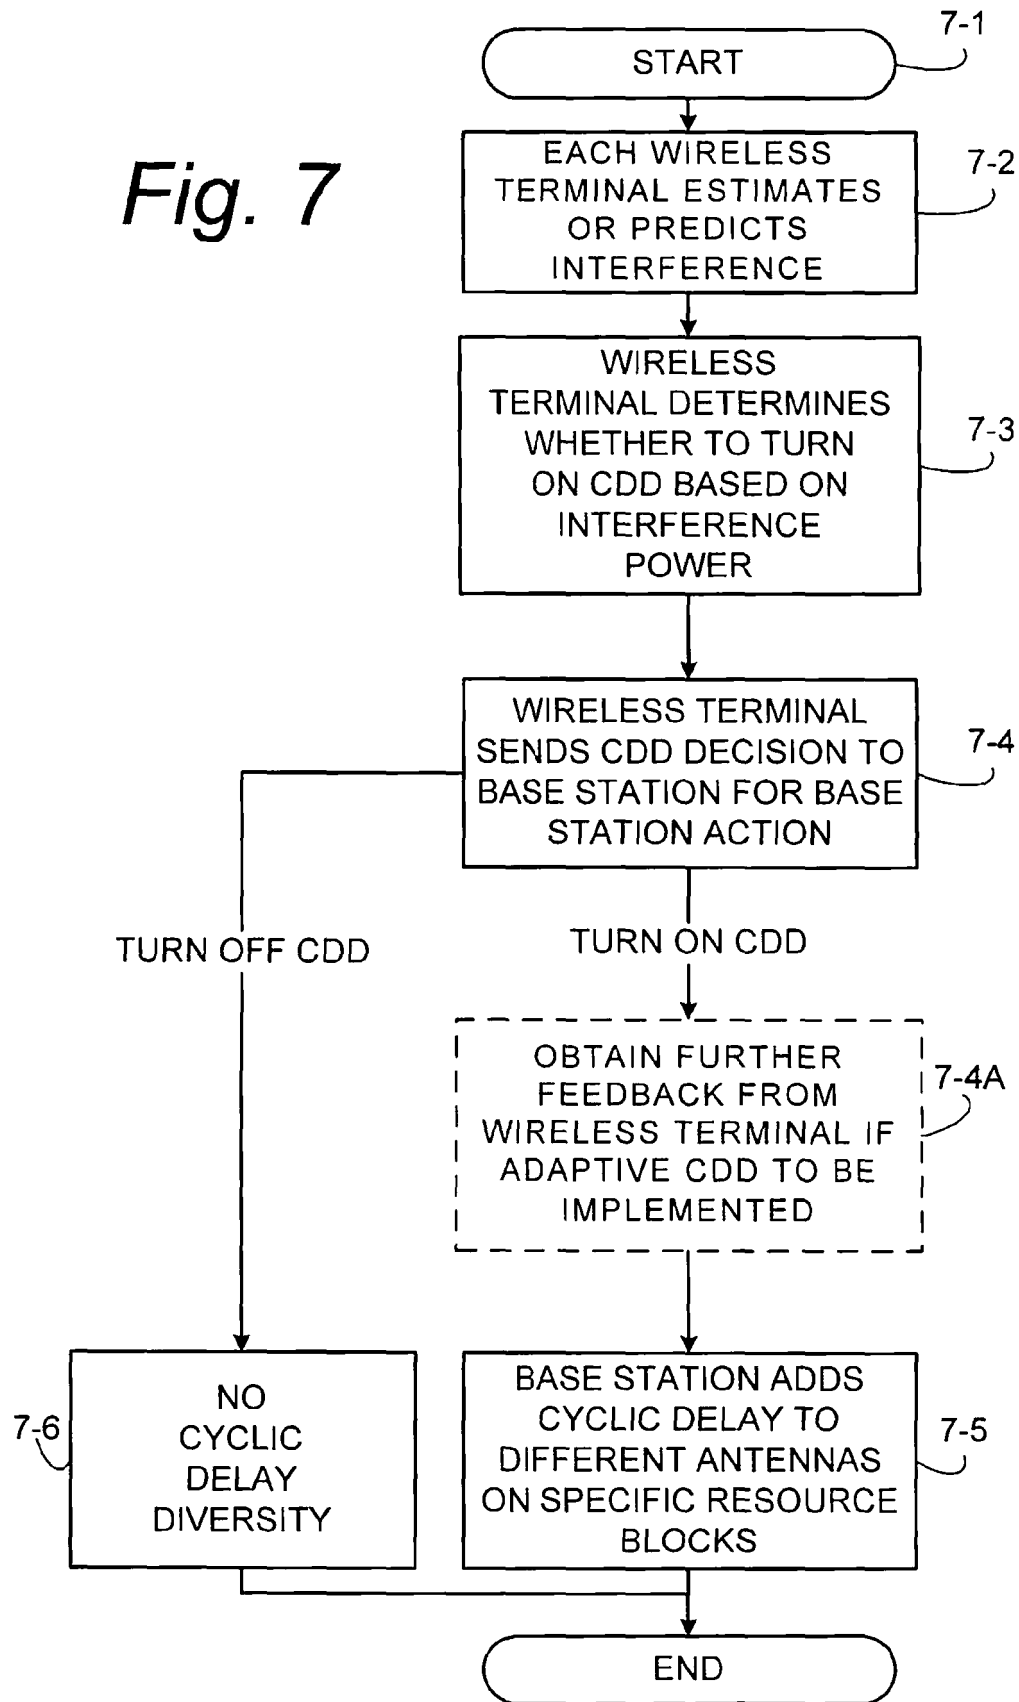 Fig. 7
START
7-1
EACH WIRELESS
TERMINAL ESTIMATES
OR PREDICTS
INTERFERENCE
7-2
WIRELESS
TERMINAL DETERMINES
WHETHER TO TURN
ON CDD BASED ON
INTERFERENCE
POWER
7-3
WIRELESS TERMINAL
SENDS CDD DECISION TO
BASE STATION FOR BASE
STATION ACTION
7-4
TURN OFF CDD
TURN ON CDD
OBTAIN FURTHER
FEEDBACK FROM
WIRELESS TERMINAL IF
ADAPTIVE CDD TO BE
IMPLEMENTED
7-4A
7-6
NO
CYCLIC
DELAY
DIVERSITY
BASE STATION ADDS
CYCLIC DELAY TO
DIFFERENT ANTENNAS
ON SPECIFIC RESOURCE
BLOCKS
7-5
END